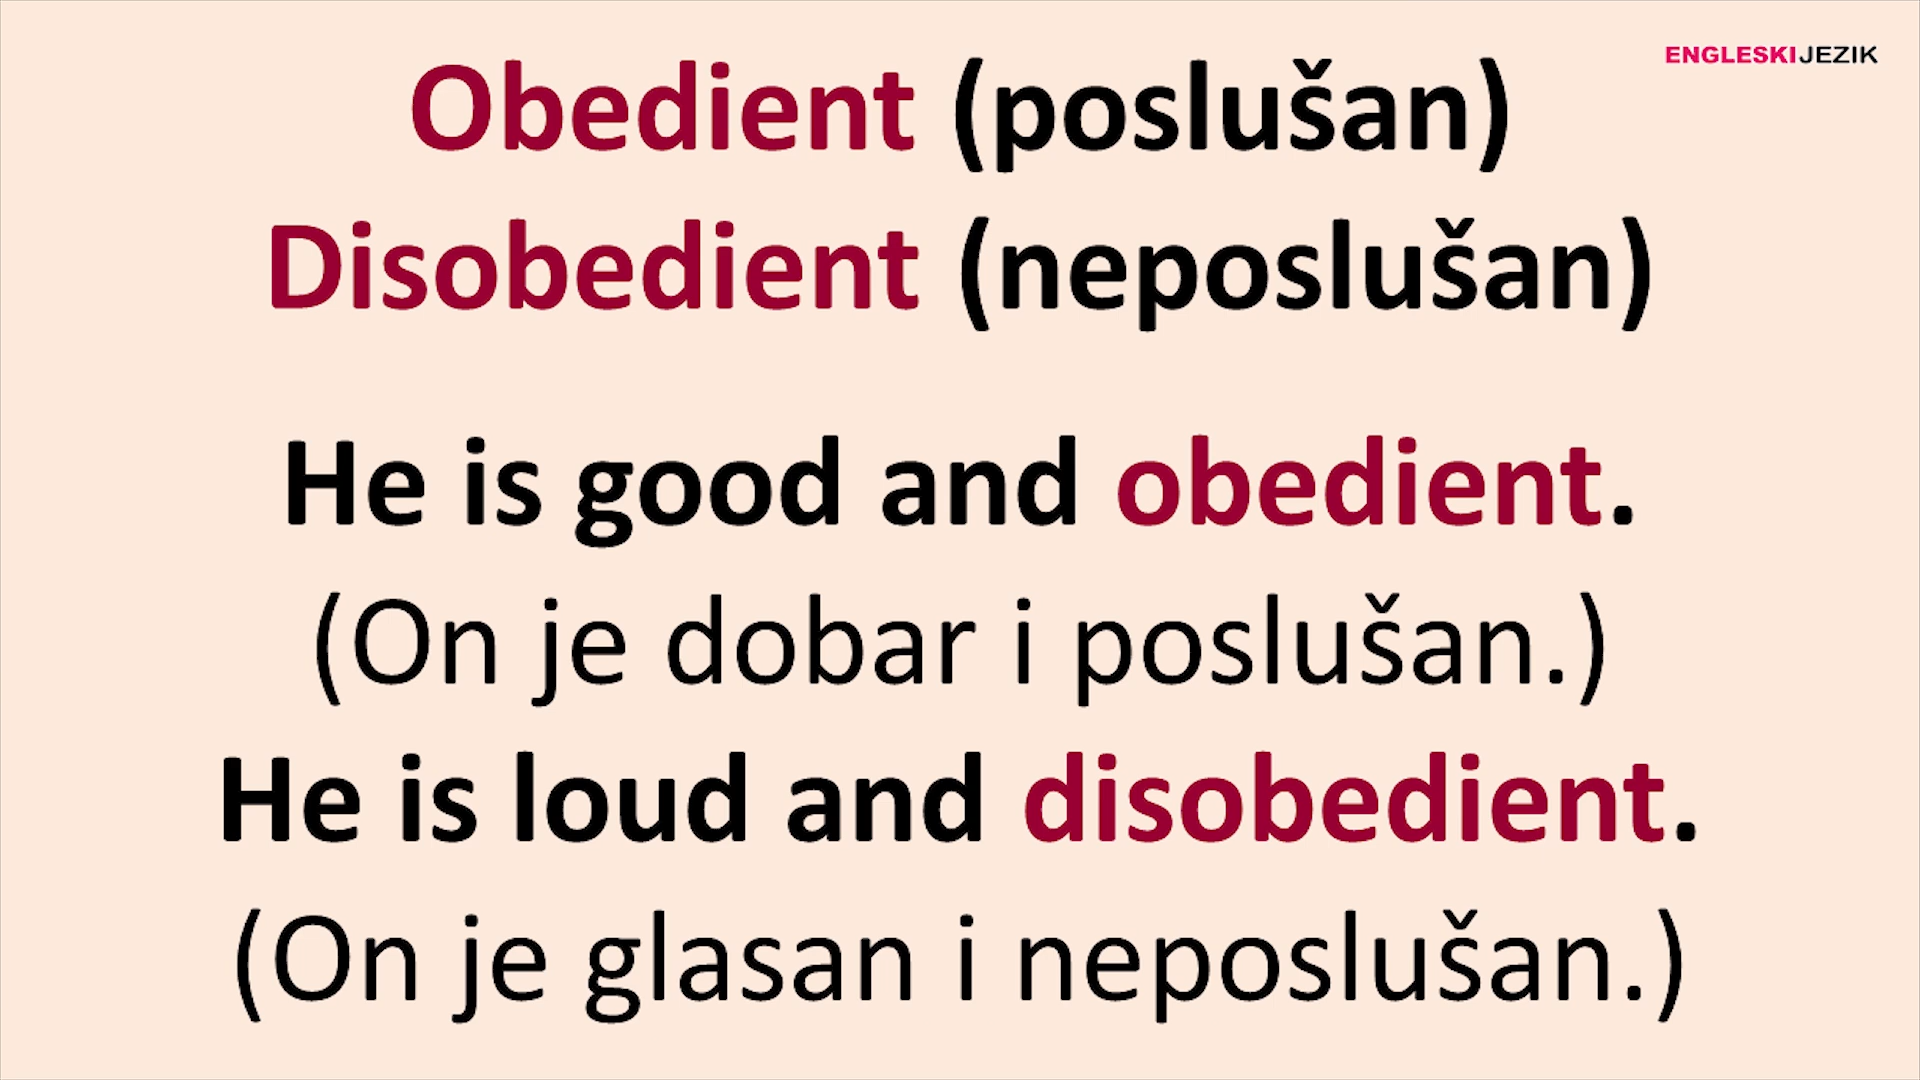 ENGLESKIJEZIK
Obedient (poslušan)
Disobedient (neposlušan)
He is good and obedient.
(On je dobar i poslušan.)
He is loud and disobedient.
(On je glasan i neposlušan.)